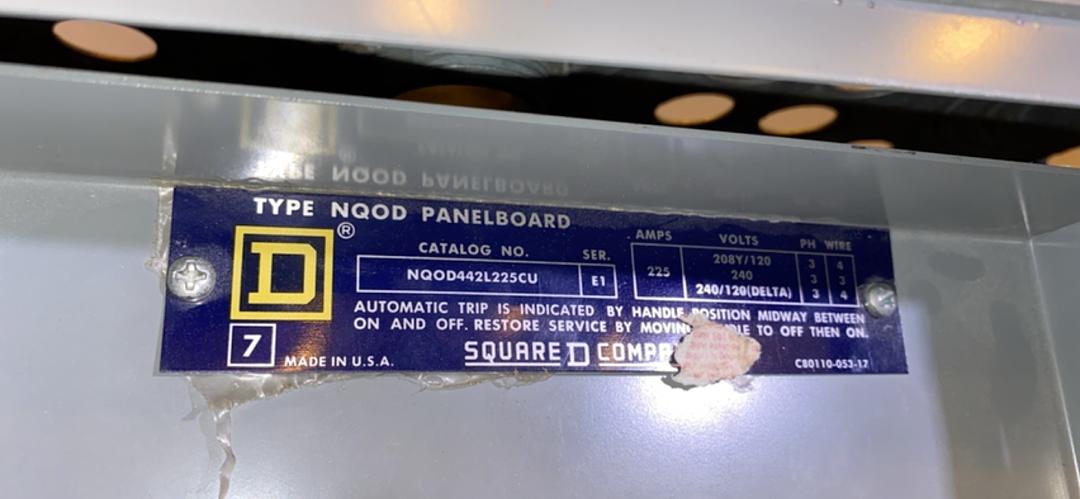 TYPE NQOD PANELBOARD
D®
CATALOG NO. SER.
NQOD442L225CU E1
AMPS VOLTS PH WIRE
225 208Y/120 3 4
240 3 3
240/120(DELTA) 3 4
AUTOMATIC TRIP IS INDICATED BY HANDLE POSITION MIDWAY BETWEEN
ON AND OFF. RESTORE SERVICE BY TO OFF THEN ON.
7 MADE IN U.S.A.
SQUARE D
C80110-053-17